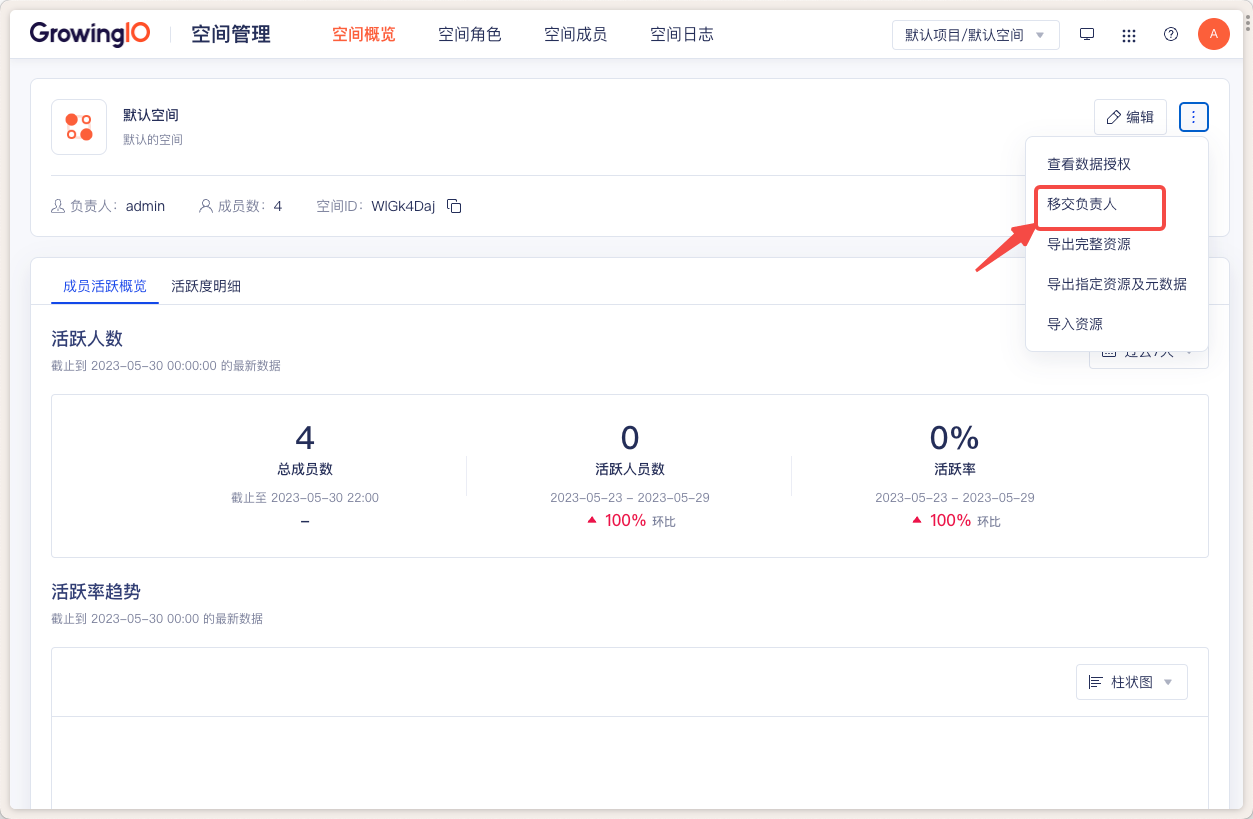 GrowingIO 空间管理 空间概览 空间角色 空间成员 空间日志 默认项目/默认空间 A
默认空间
默认的空间
编辑
查看数据授权
移交负责人
导出完整资源
导出指定资源及元数据
导入资源
负责人: admin 成员数: 4 空间ID: WlGk4Daj
成员活跃概览 活跃度明细
活跃人数
截止到 2023-05-30 00:00:00 的最新数据
过去7天
4 0 0%
总成员数 活跃人员数 活跃率
截止至 2023-05-30 22:00 2023-05-23 - 2023-05-29 2023-05-23 - 2023-05-29
- 100% 环比 100% 环比
活跃率趋势
截止到 2023-05-30 00:00 的最新数据
柱状图